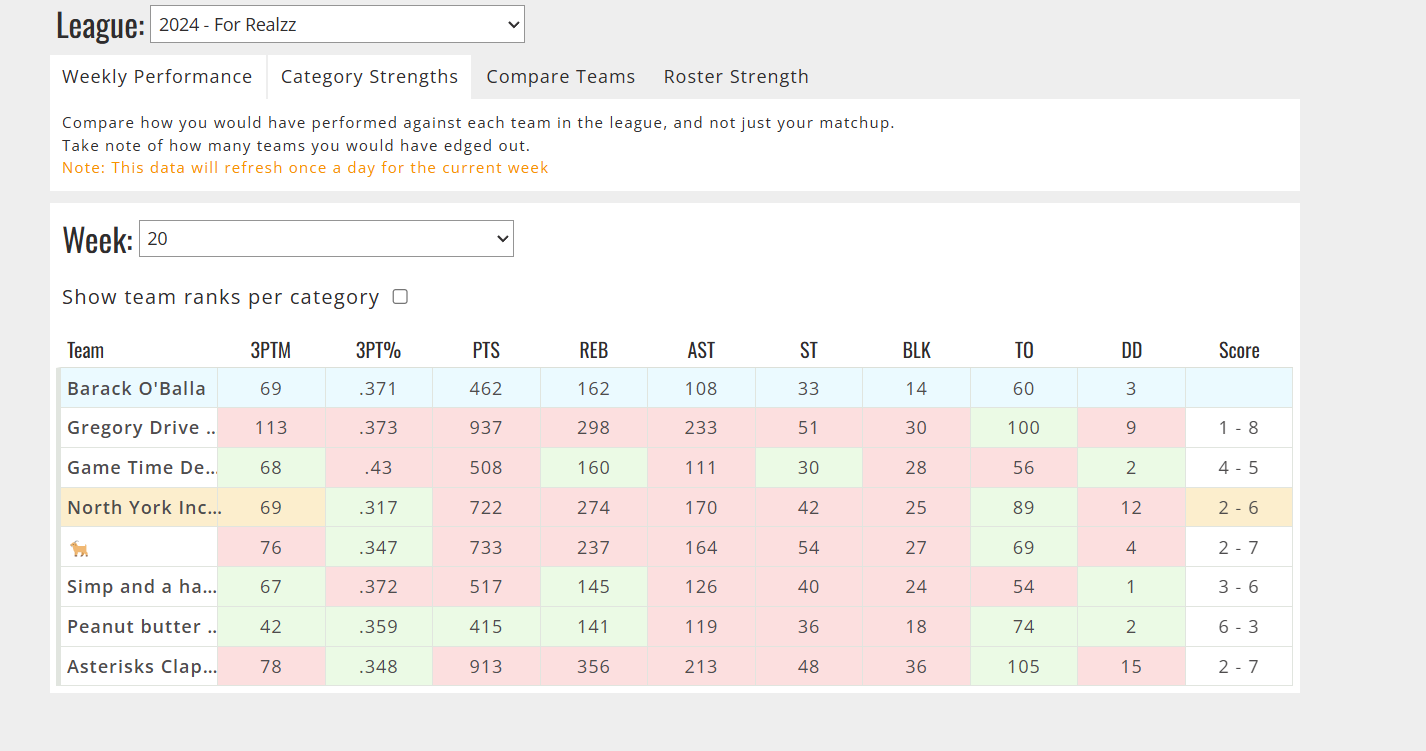 League: 2024 - For Realzz
Weekly Performance Category Strengths Compare Teams Roster Strength
Compare how you would have performed against each team in the league, and not just your matchup.
Take note of how many teams you would have edged out.
Note: This data will refresh once a day for the current week
Week: 20
Show team ranks per category
Team 3PTM 3PT% PTS REB AST ST BLK TO DD Score
Barack O'Balla 69 .371 462 162 108 33 14 60 3
Gregory Drive .. 113 .373 937 298 233 51 30 100 9 1 - 8
Game Time De... 68 .43 508 160 111 30 28 56 2 4 - 5
North York Inc... 69 .317 722 274 170 42 25 89 12 2 - 6
🐐 76 .347 733 237 164 54 27 69 4 2 - 7
Simp and a ha... 67 .372 517 145 126 40 24 54 1 3 - 6
Peanut butter .. 42 .359 415 141 119 36 18 74 2 6 - 3
Asterisks Clap... 78 .348 913 356 213 48 36 105 15 2 - 7